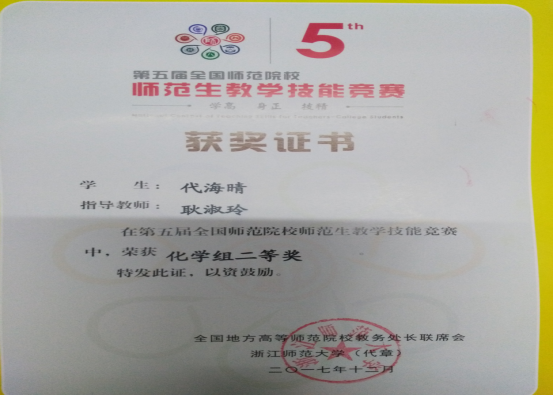 5th
第五届全国师范院校
师范生教学技能竞赛
学高 身正 技精
获奖证书
学 生： 代海晴
指导教师： 耿淑玲
在第五届全国师范院校师范生教学技能竞赛
中，荣获 化学组二等奖
特发此证，以资鼓励。
全国地方高等师范院校教务处长联席会
浙江师范大学（代章）
二〇一七年十二月